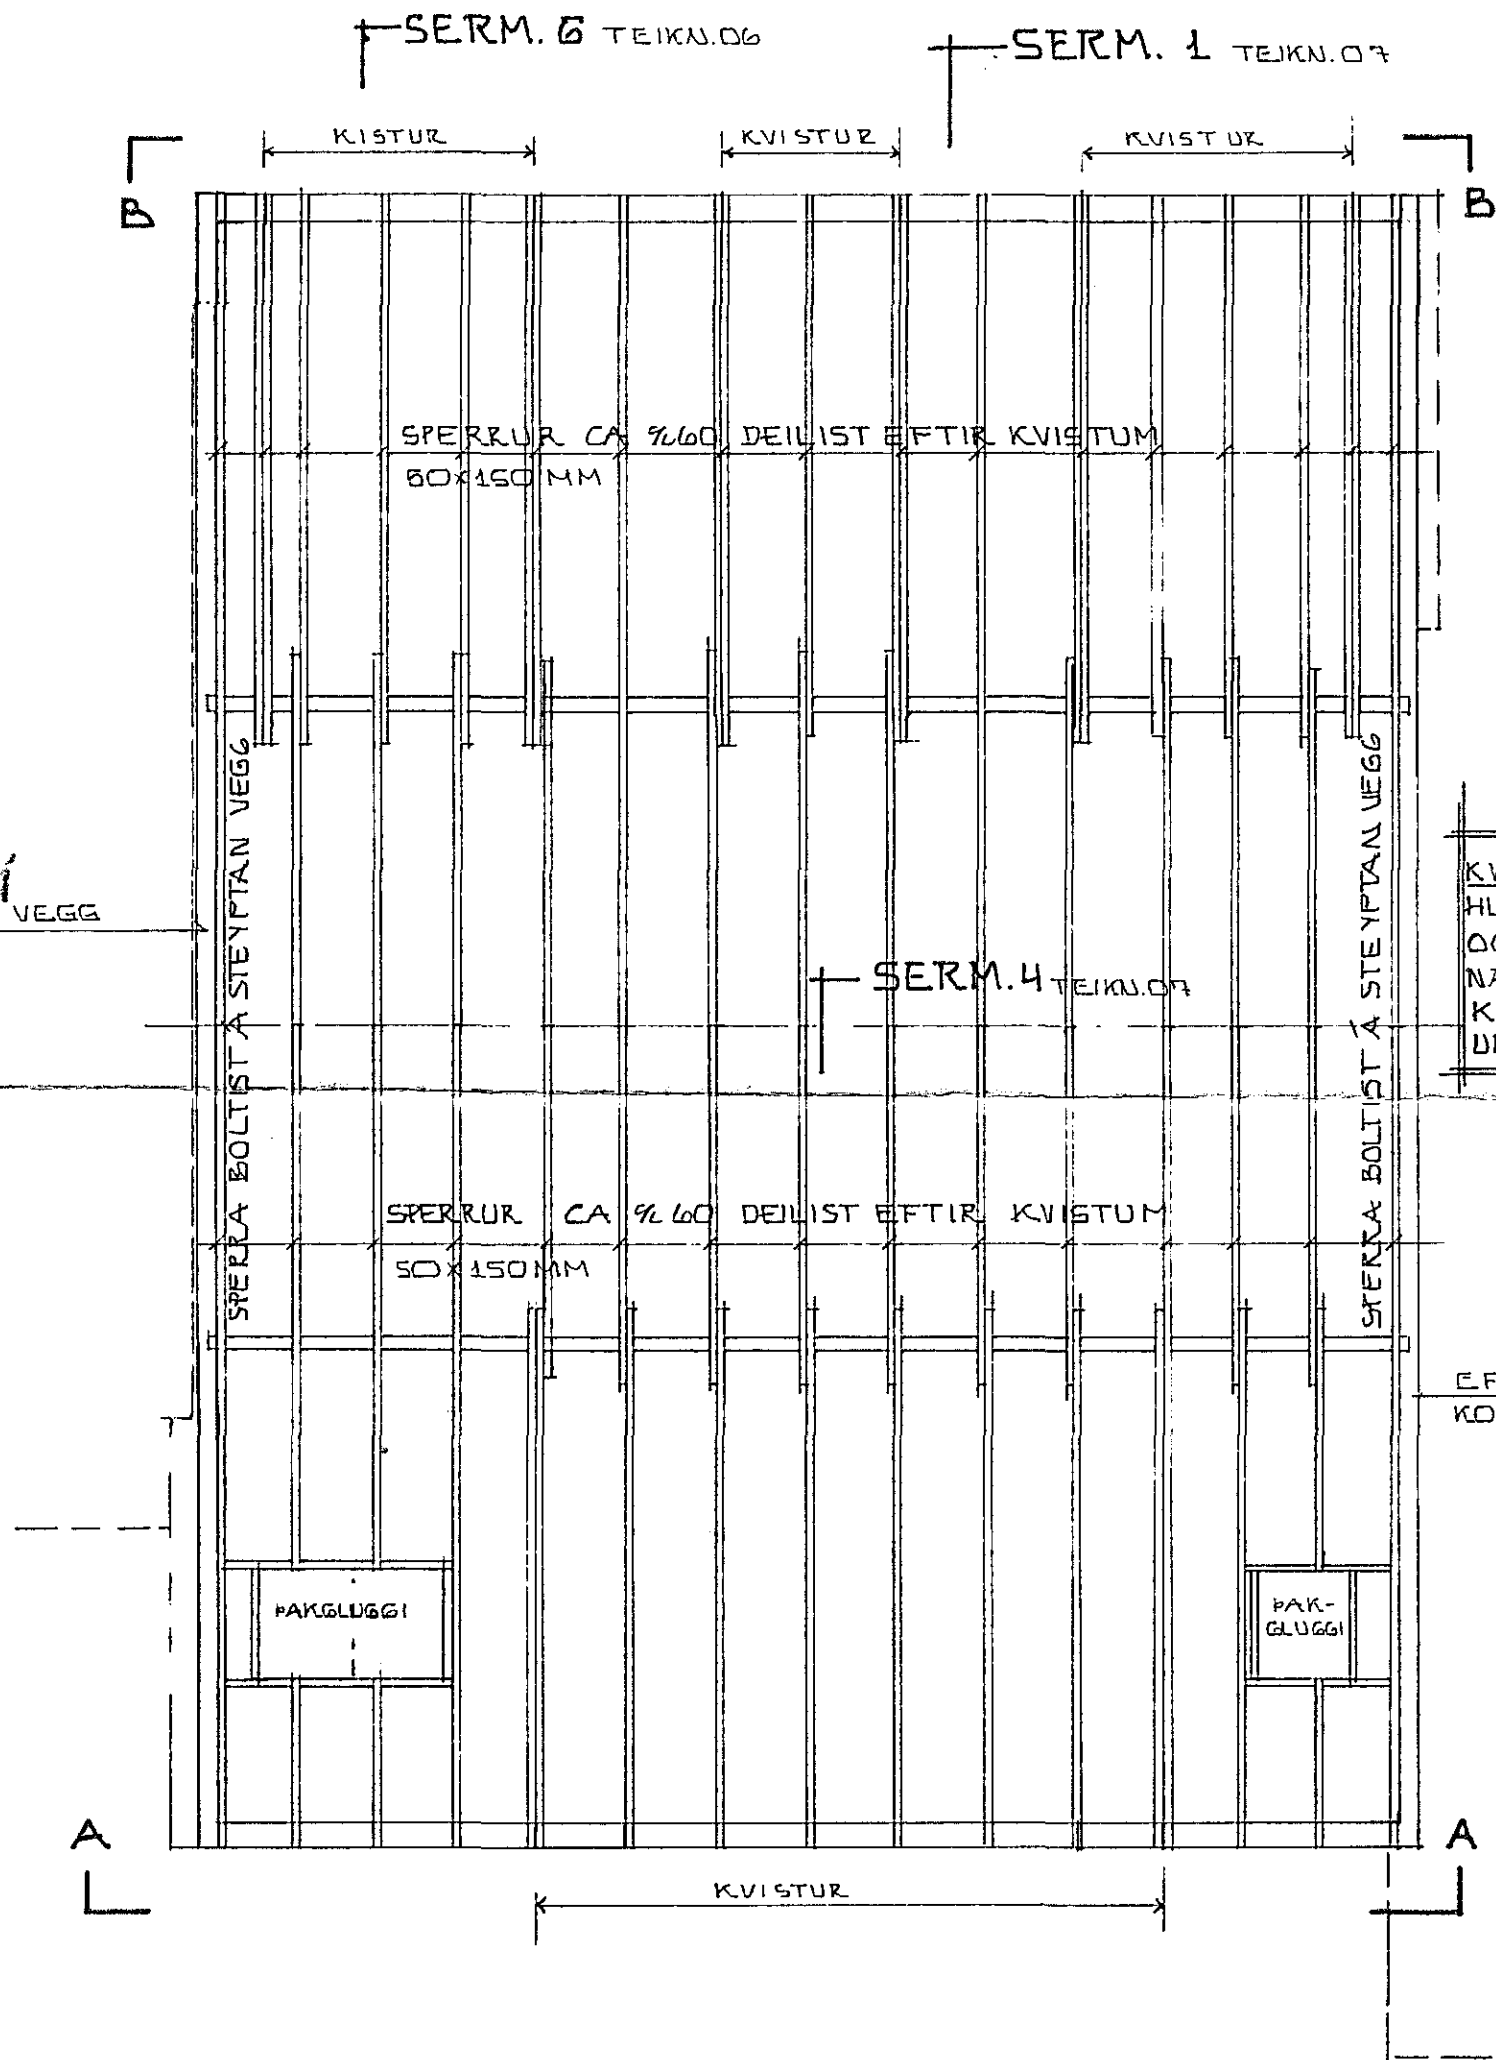 SERM. 6 TEIKN.06
SERM. 1 TEIKN.07
KISTUR
KVISTUR
KVISTUR
B
B
SPERRUR CA % 60 DEILIST EFTIR KVISTUM
50x150 MM
SPERRA BOLTIST Á STEYPTAN VEGG
SPERRA BOLTIST Á STEYPTAN VEGG
VEGG
SERM.4 TEIKN.07
SPERRUR CA % 60 DEILIST EFTIR KVISTUM
50x150 MM
ÞAKGLUGGI
ÞAK-
GLUGGI
A
A
KVISTUR